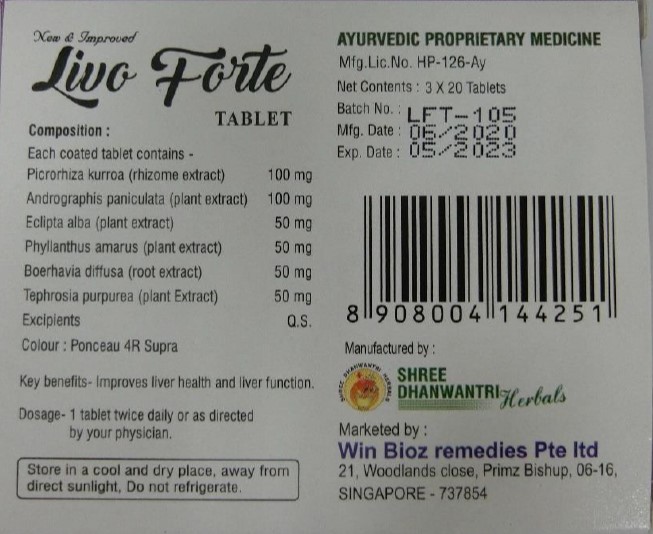 New & Improved
Livo Forte
TABLET
Composition :
Each coated tablet contains -
Picrorhiza kurroa (rhizome extract) 100 mg
Andrographis paniculata (plant extract) 100 mg
Eclipta alba (plant extract) 50 mg
Phyllanthus amarus (plant extract) 50 mg
Boerhavia diffusa (root extract) 50 mg
Tephrosia purpurea (plant Extract) 50 mg
Excipients Q.S.
Colour : Ponceau 4R Supra
Key benefits- Improves liver health and liver function.
Dosage- 1 tablet twice daily or as directed
by your physician.
Store in a cool and dry place, away from
direct sunlight, Do not refrigerate.
AYURVEDIC PROPRIETARY MEDICINE
Mfg.Lic.No. HP-126-Ay
Net Contents : 3 X 20 Tablets
Batch No. : LFT-105
Mfg. Date : 06/2020
Exp. Date : 05/2023
8 908004 144251
Manufactured by :
SHREE DHANWANTRI HERBALS
SHREE
DHANWANTRI Herbals
Marketed by :
Win Bioz remedies Pte ltd
21, Woodlands close, Primz Bishup, 06-16,
SINGAPORE - 737854